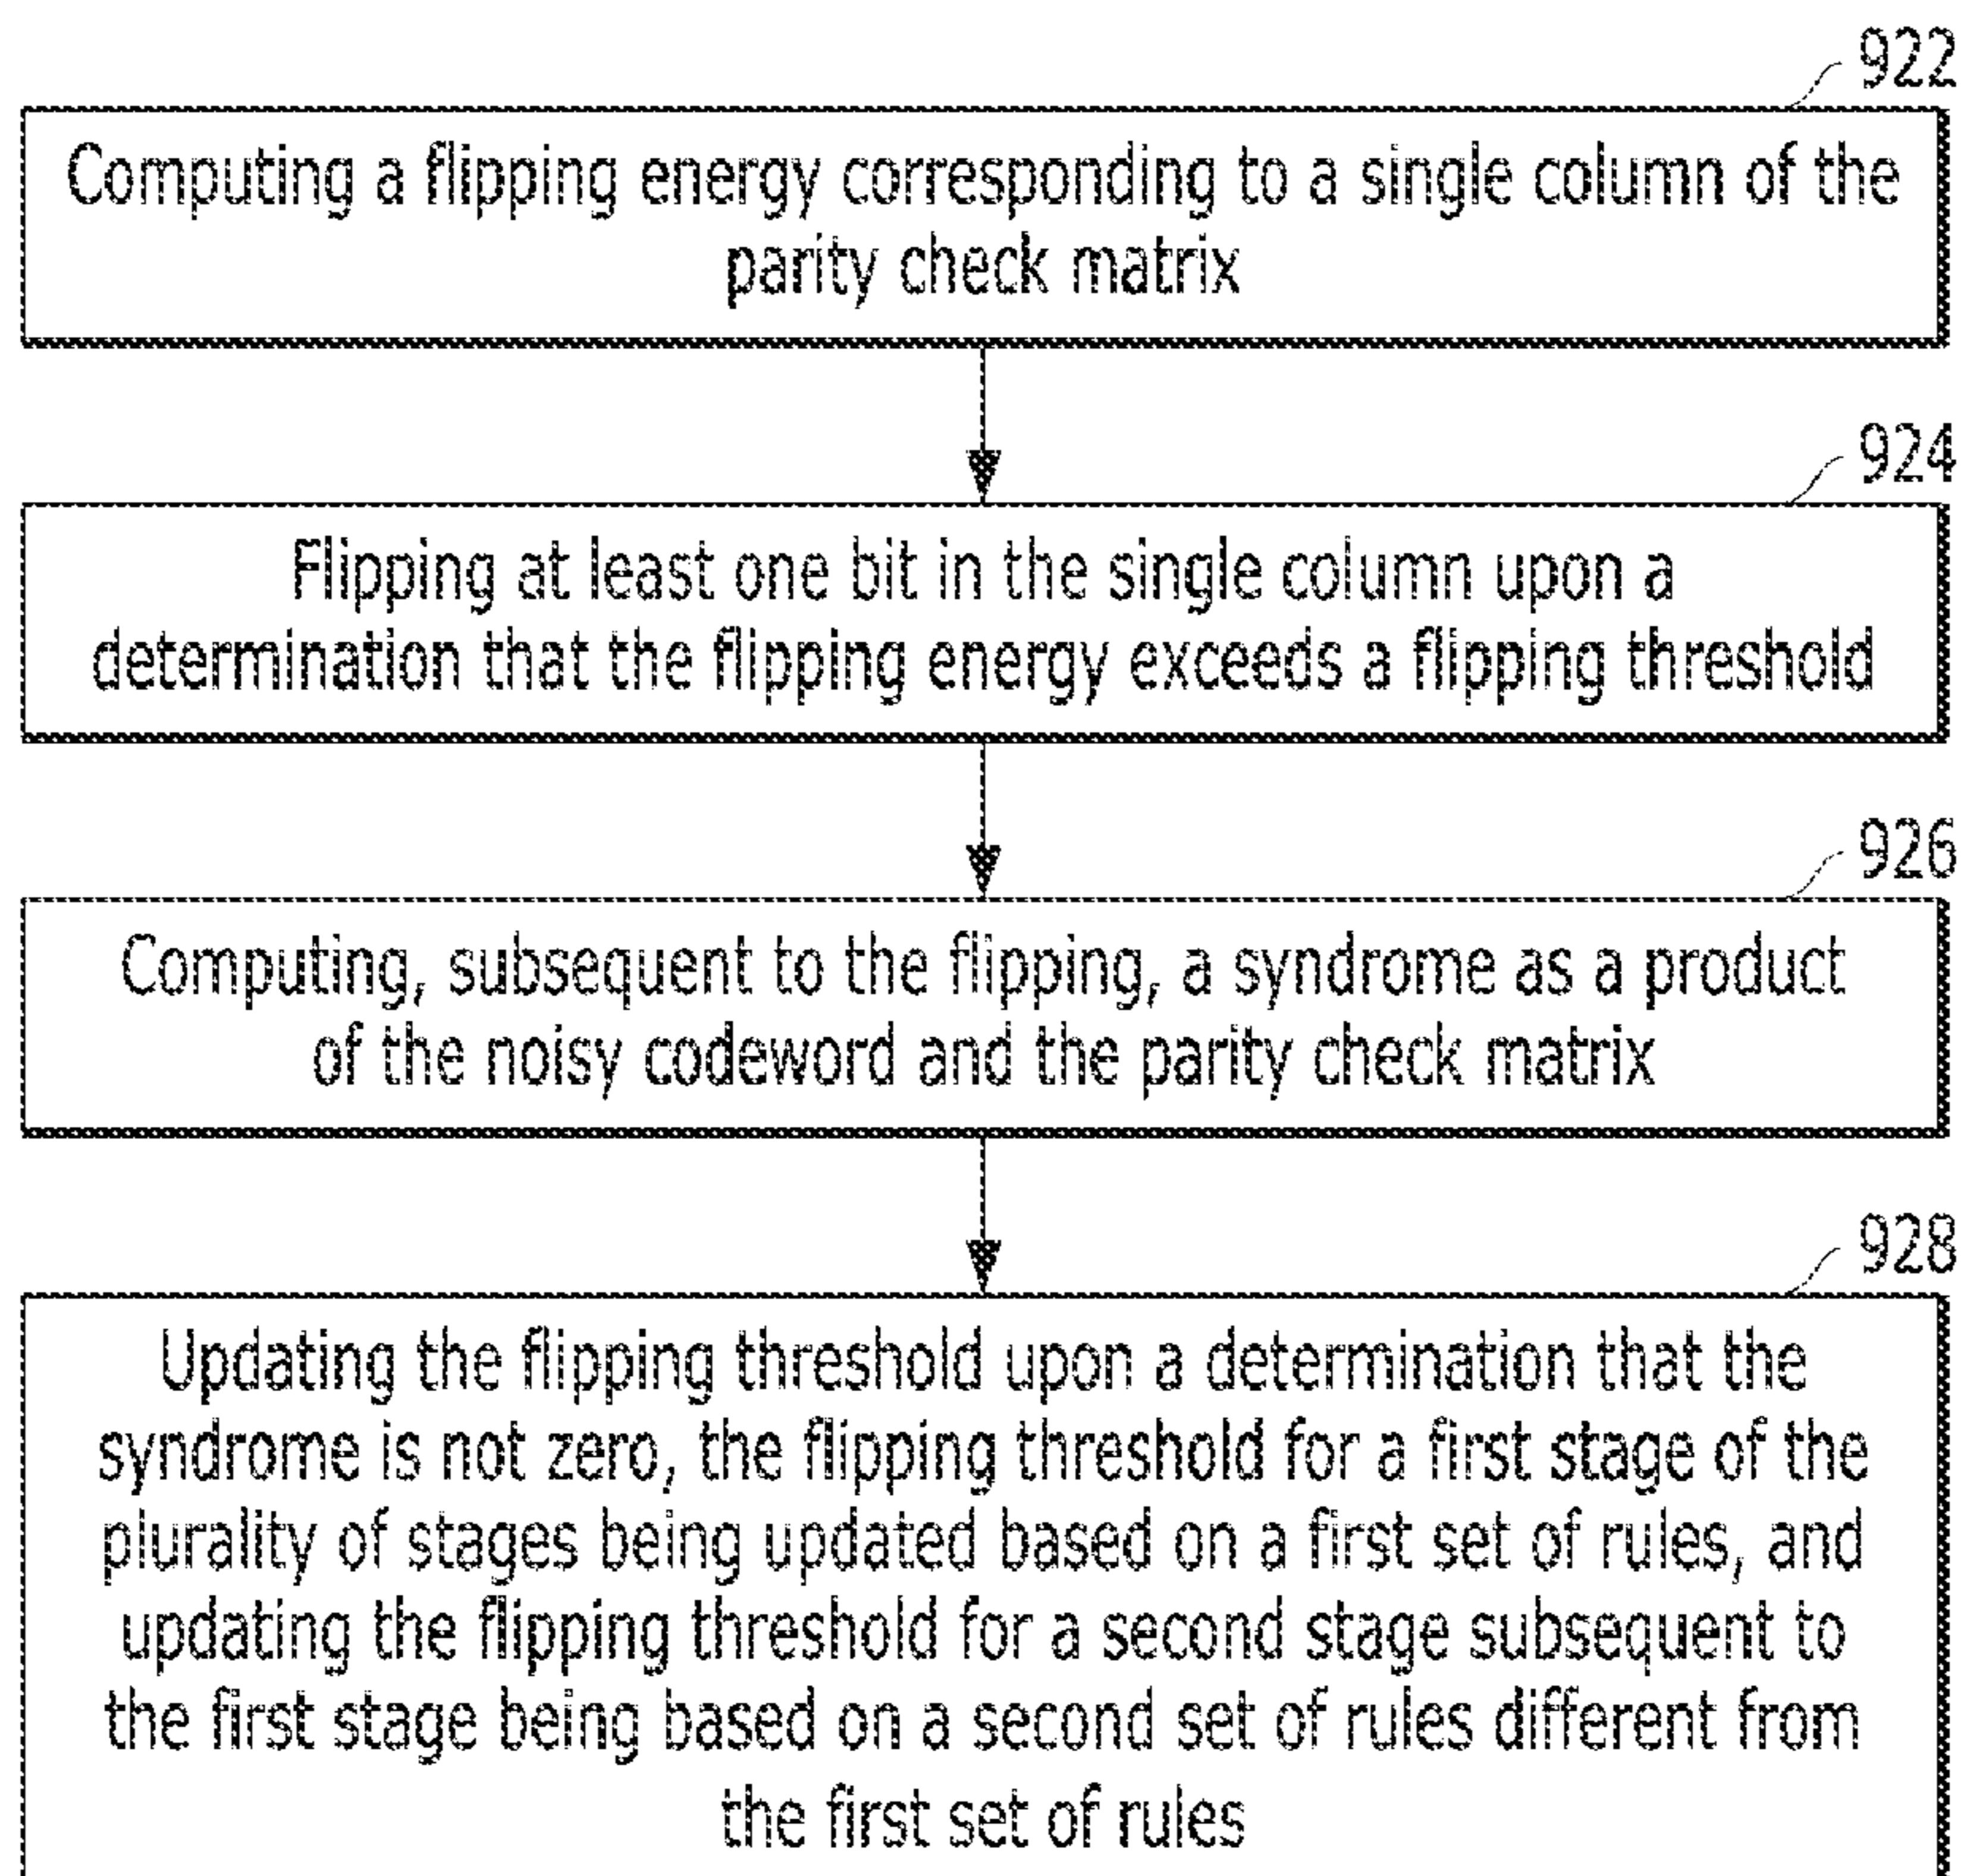 922
Computing a flipping energy corresponding to a single column of the
parity check matrix
924
Flipping at least one bit in the single column upon a
determination that the flipping energy exceeds a flipping threshold
926
Computing, subsequent to the flipping, a syndrome as a product
of the noisy codeword and the parity check matrix
928
Updating the flipping threshold upon a determination that the
syndrome is not zero, the flipping threshold for a first stage of the
plurality of stages being updated based on a first set of rules, and
updating the flipping threshold for a second stage subsequent to
the first stage being based on a second set of rules different from
the first set of rules